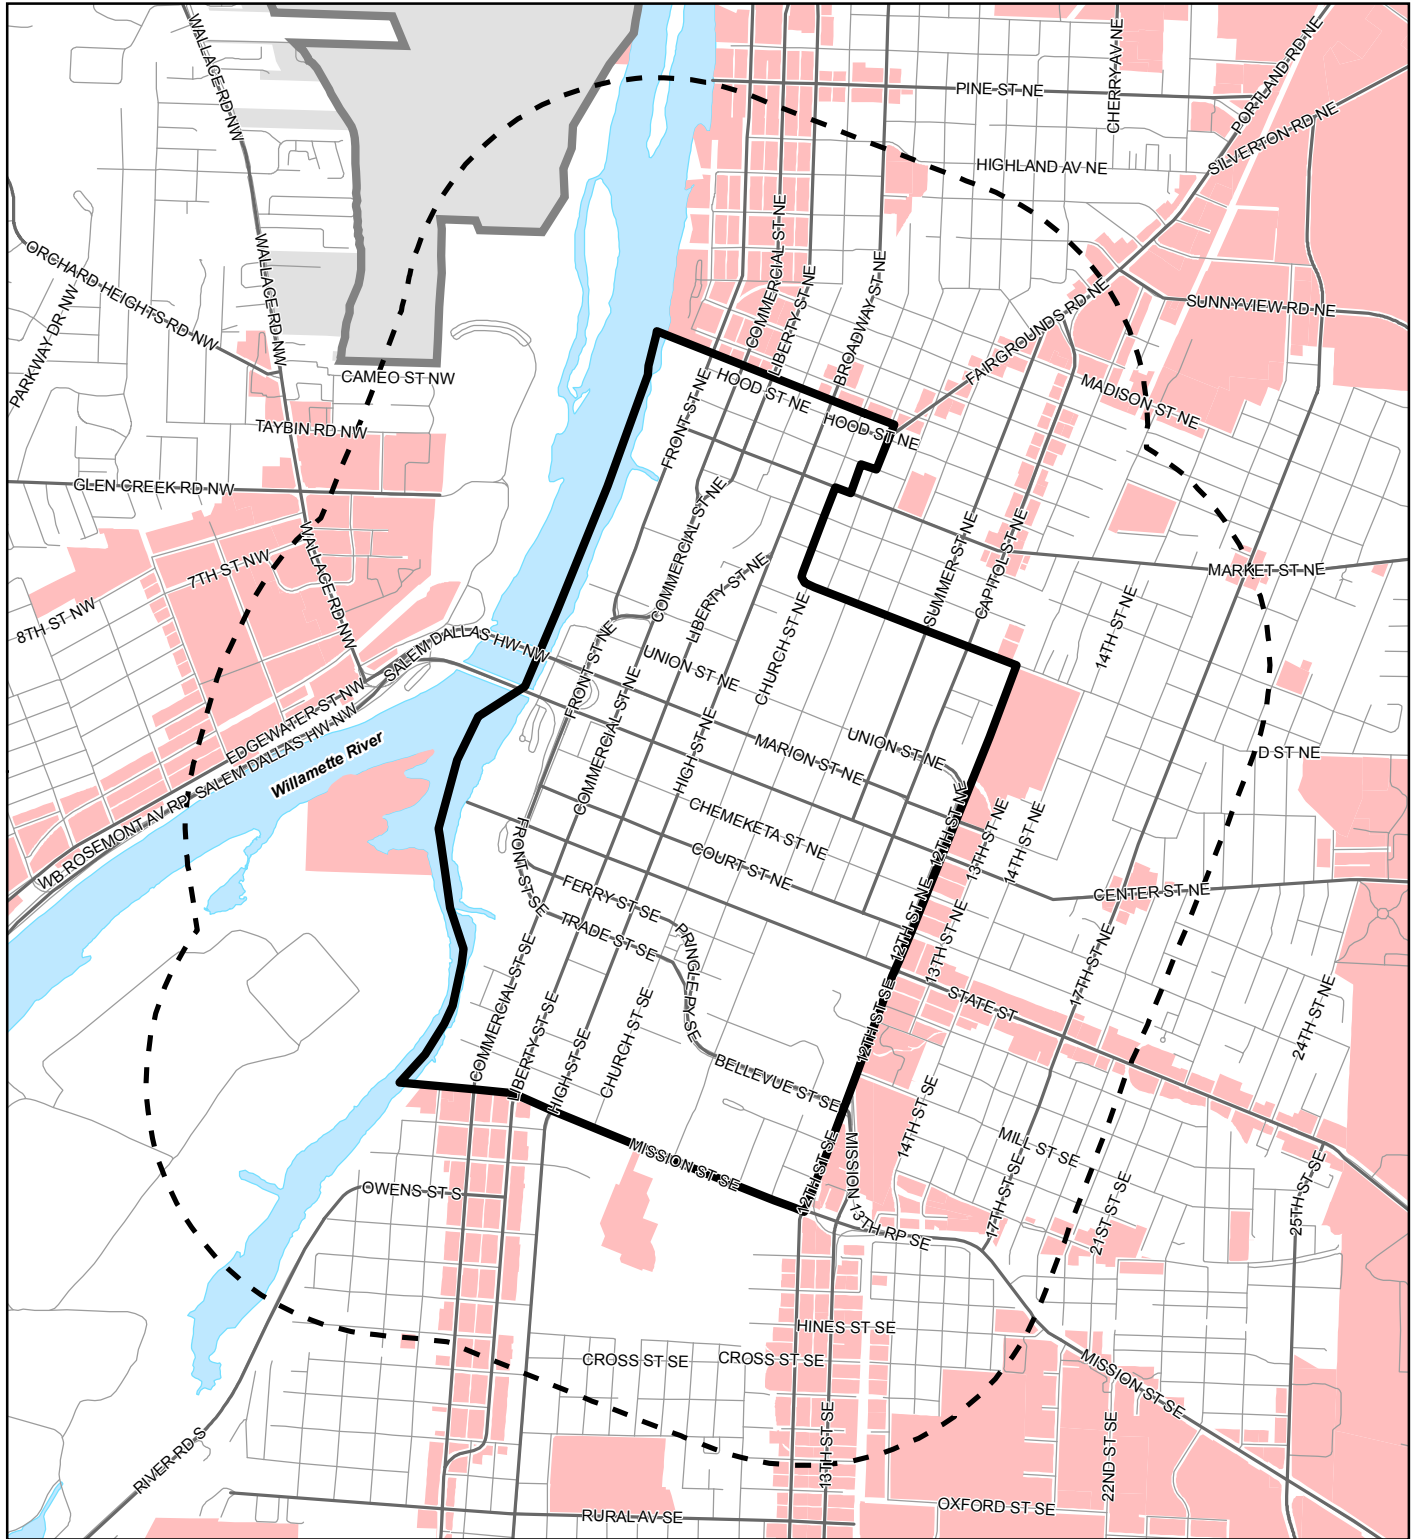 WALLACE RD NW
PINE ST NE
CHERRY AV NE
PORTLAND RD NE
SILVERTON RD NE
HIGHLAND AV NE
WALLACE RD NW
ORCHARD HEIGHTS RD NW
PARKWAY DR NW
COMMERCIAL ST NE
LIBERTY ST NE
BROADWAY ST NE
FAIRGROUNDS RD NE
SUNNYVIEW RD NE
CAMEO ST NW
HOOD ST NE
HOOD ST NE
MADISON ST NE
TAYBIN RD NW
FRONT ST NE
GLEN CREEK RD NW
COMMERCIAL ST NE
SUMMER ST NE
CAPITOL ST NE
MARKET ST NE
7TH ST NW
8TH ST NW
WALLACE RD NW
LIBERTY ST NE
CHURCH ST NE
14TH ST NE
SALEM DALLAS HW NW
FRONT ST NE
UNION ST NE
EDGEWATER ST NW
SALEM DALLAS HW NW
WB ROSEMONT AV RP
Willamette River
COMMERCIAL ST NE
HIGH ST NE
MARION ST NE
UNION ST NE
D ST NE
CHEMEKETA ST NE
12TH ST NE
13TH ST NE
14TH ST NE
COURT ST NE
FRONT ST SE
FERRY ST SE
TRADE ST SE
PRINGLE PY SE
12TH ST NE
13TH ST NE
CENTER ST NE
17TH ST NE
STATE ST
24TH ST NE
COMMERCIAL ST SE
LIBERTY ST SE
HIGH ST SE
CHURCH ST SE
12TH ST SE
BELLEVUE ST SE
14TH ST SE
MILL ST SE
MISSION ST SE
12TH ST SE
MISSION 13TH RP SE
17TH ST SE
21ST ST SE
25TH ST SE
OWENS ST S
HINES ST SE
CROSS ST SE
CROSS ST SE
MISSION ST SE
RIVER RD S
13TH ST SE
22ND ST SE
OXFORD ST SE
RURAL AV SE